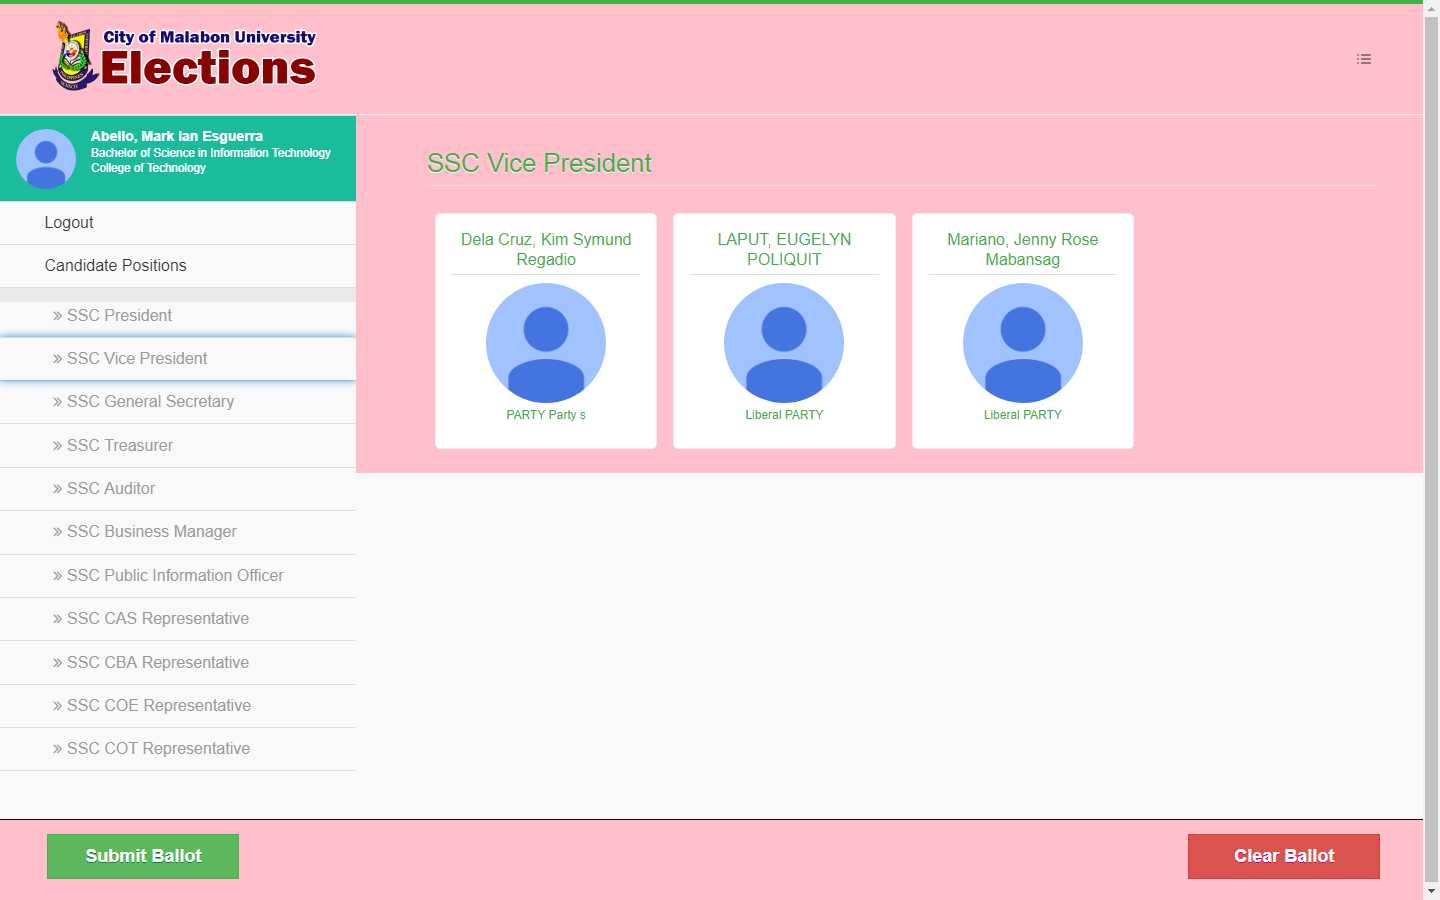 City of Malabon University
Elections
Abello, Mark Ian Esguerra
Bachelor of Science in Information Technology
College of Technology
Logout
Candidate Positions
» SSC President
» SSC Vice President
» SSC General Secretary
» SSC Treasurer
» SSC Auditor
» SSC Business Manager
» SSC Public Information Officer
» SSC CAS Representative
» SSC CBA Representative
» SSC COE Representative
» SSC COT Representative
SSC Vice President
Dela Cruz, Kim Symund
Regadio
PARTY Party s
LAPUT, EUGELYN
POLIQUIT
Liberal PARTY
Mariano, Jenny Rose
Mabansag
Liberal PARTY
Submit Ballot
Clear Ballot